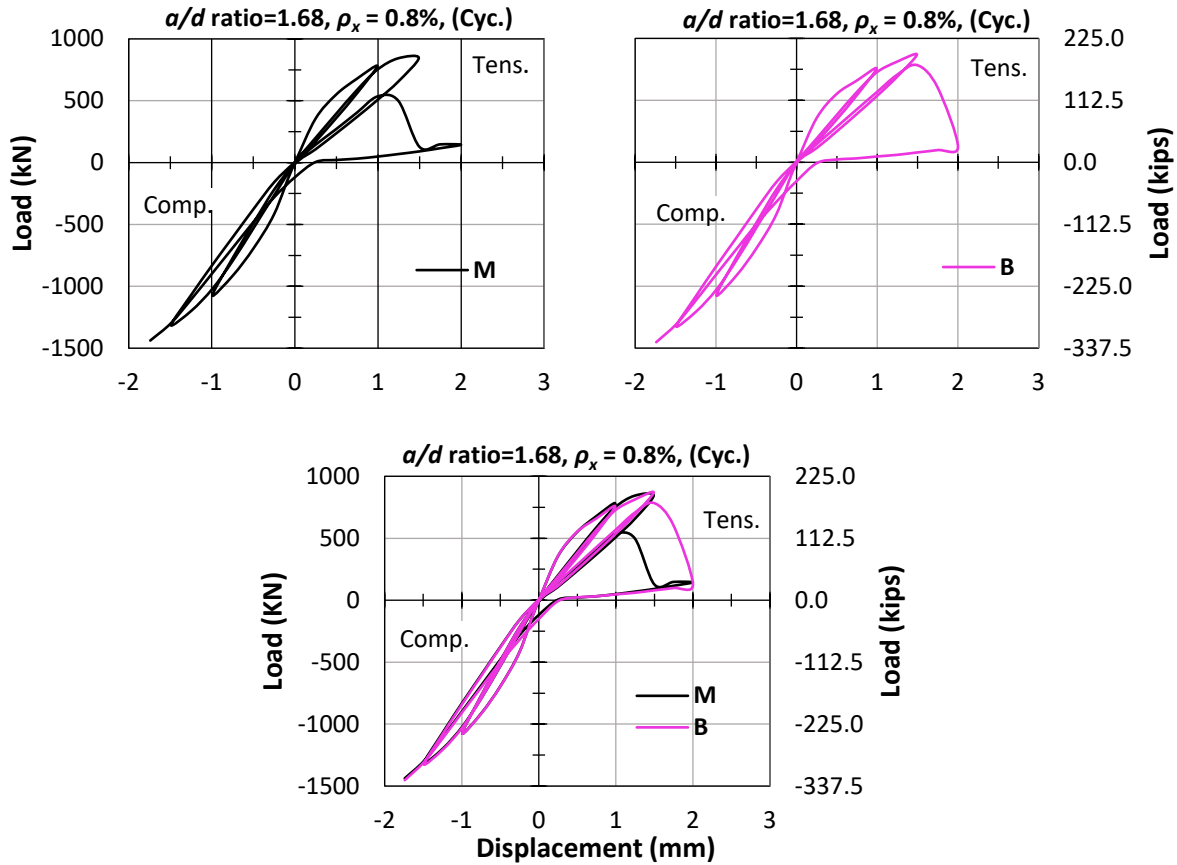 a/d ratio=1.68, ρx = 0.8%, (Cyc.)
1000
500
0
-500
-1000
-1500
Load (kN)
Tens.
Comp.
M
-2 -1 0 1 2 3
a/d ratio=1.68, ρx = 0.8%, (Cyc.)
Tens.
Comp.
B
225.0
112.5
0.0
-112.5
-225.0
-337.5
Load (kips)
-2 -1 0 1 2 3
a/d ratio=1.68, ρx = 0.8%, (Cyc.)
1000
500
0
-500
-1000
-1500
Load (KN)
Tens.
Comp.
M
B
225.0
112.5
0.0
-112.5
-225.0
-337.5
Load (kips)
-2 -1 0 1 2 3
Displacement (mm)